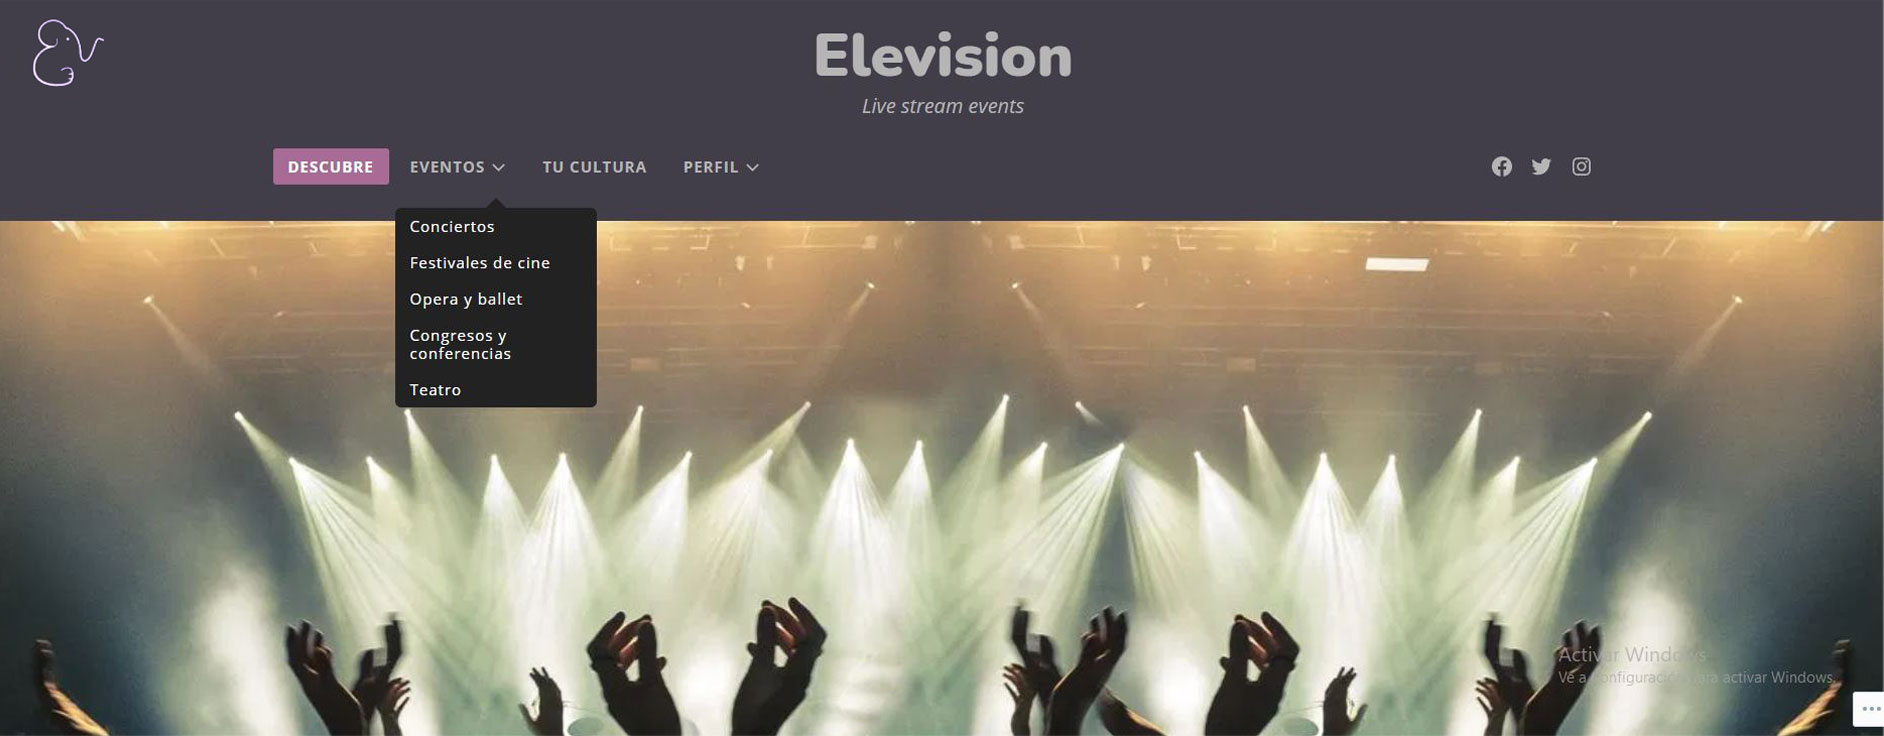 Elevision
Live stream events
DESCUBRE EVENTOS TU CULTURA PERFIL
Conciertos
Festivales de cine
Opera y ballet
Congresos y
conferencias
Teatro
Activar Windows
Ve a Configuración para activar Windows.